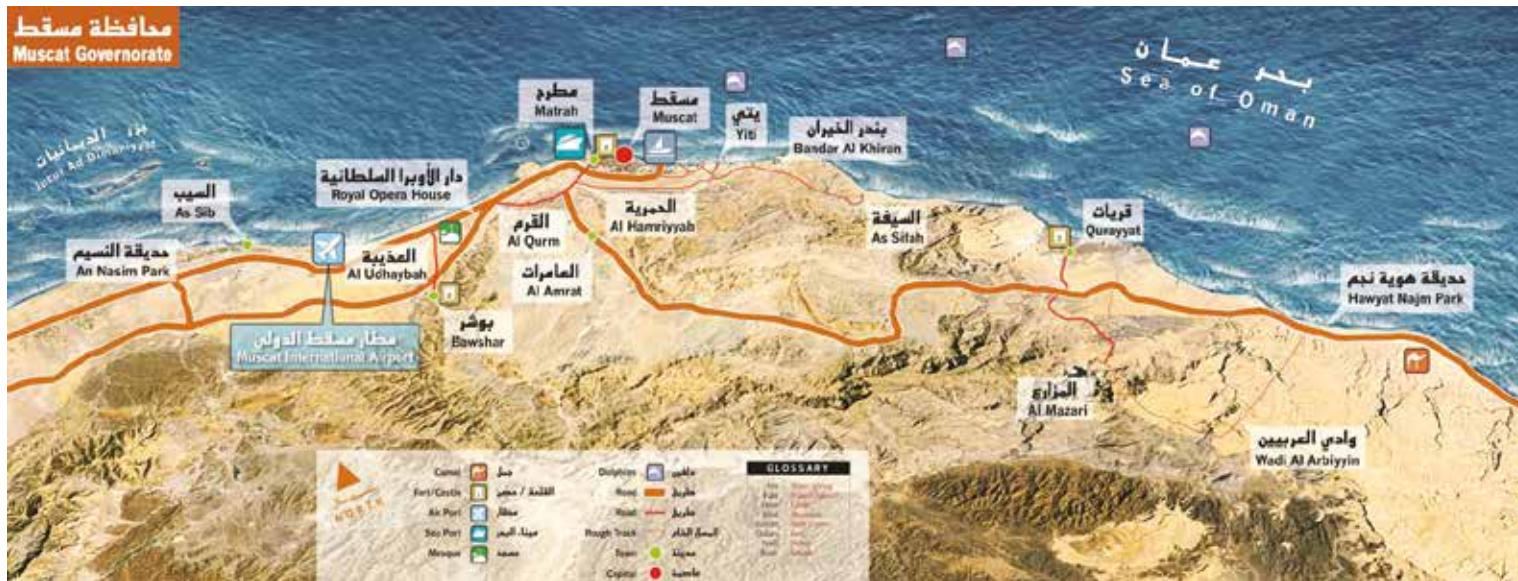 محافظة مسقط
Muscat Governorate
بحر عمان
Sea of Oman
مطرح
Matrah
مسقط
Muscat
يتي
Yiti
بندر الخيران
Bandar Al Khiran
جزر الديمانيات
Juzur Ad Dimaniyyat
السيب
As Sib
دار الأوبرا السلطانية
Royal Opera House
حديقة النسيم
An Nasim Park
العذيبة
Al Udhaybah
القرم
Al Qurm
الحمرية
Al Hamriyyah
السيفة
As Sifah
قريات
Qurayyat
العامرات
Al Amrat
حديقة هوية نجم
Hawyat Najm Park
مطار مسقط الدولي
Muscat International Airport
بوشر
Bawshar
المزارع
Al Mazari
وادي العربيين
Wadi Al Arbiyyin
NORTH
Camel جمل
Fort/Castle القلعة / حصن
Air Port مطار
Sea Port ميناء البحر
Mosque مسجد
Dolphins دلفين
Road طريق
Road طريق
Rough Track
Town مدينة
Capital عاصمة
GLOSSARY